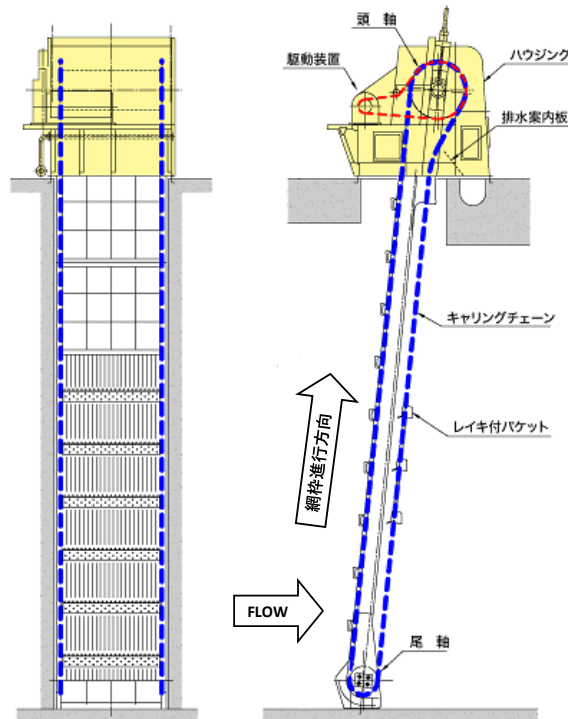 頭 軸
駆動装置
ハウジング
排水案内板
キャリングチェーン
レイキ付バケット
網枠進行方向
FLOW
尾 軸